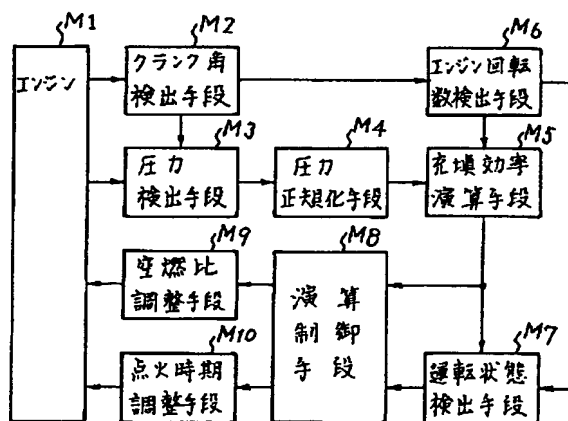 M1
エンジン
M2
クランク角
検出手段
M6
エンジン回転
数検出手段
M3
圧力
検出手段
M4
圧力
正規化手段
M5
充填効率
演算手段
M9
空燃比
調整手段
M8
演算
制御
手段
M10
点火時期
調整手段
M7
運転状態
検出手段